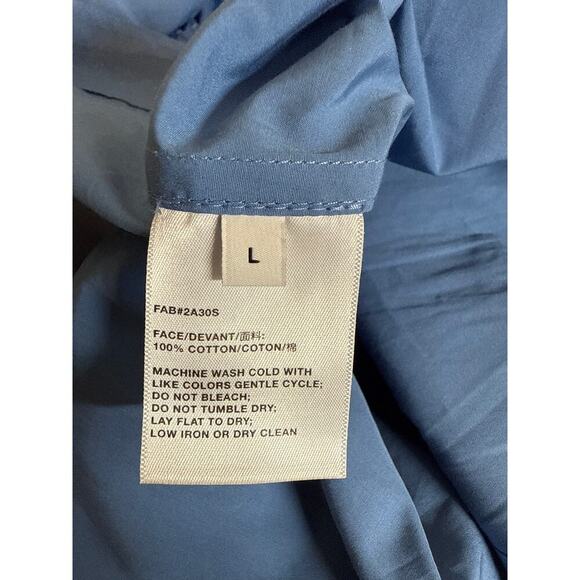 L
FAB#2A30S
FACE/DEVANT/面料:
100% COTTON/COTON/棉
MACHINE WASH COLD WITH
LIKE COLORS GENTLE CYCLE;
DO NOT BLEACH;
DO NOT TUMBLE DRY;
LAY FLAT TO DRY;
LOW IRON OR DRY CLEAN